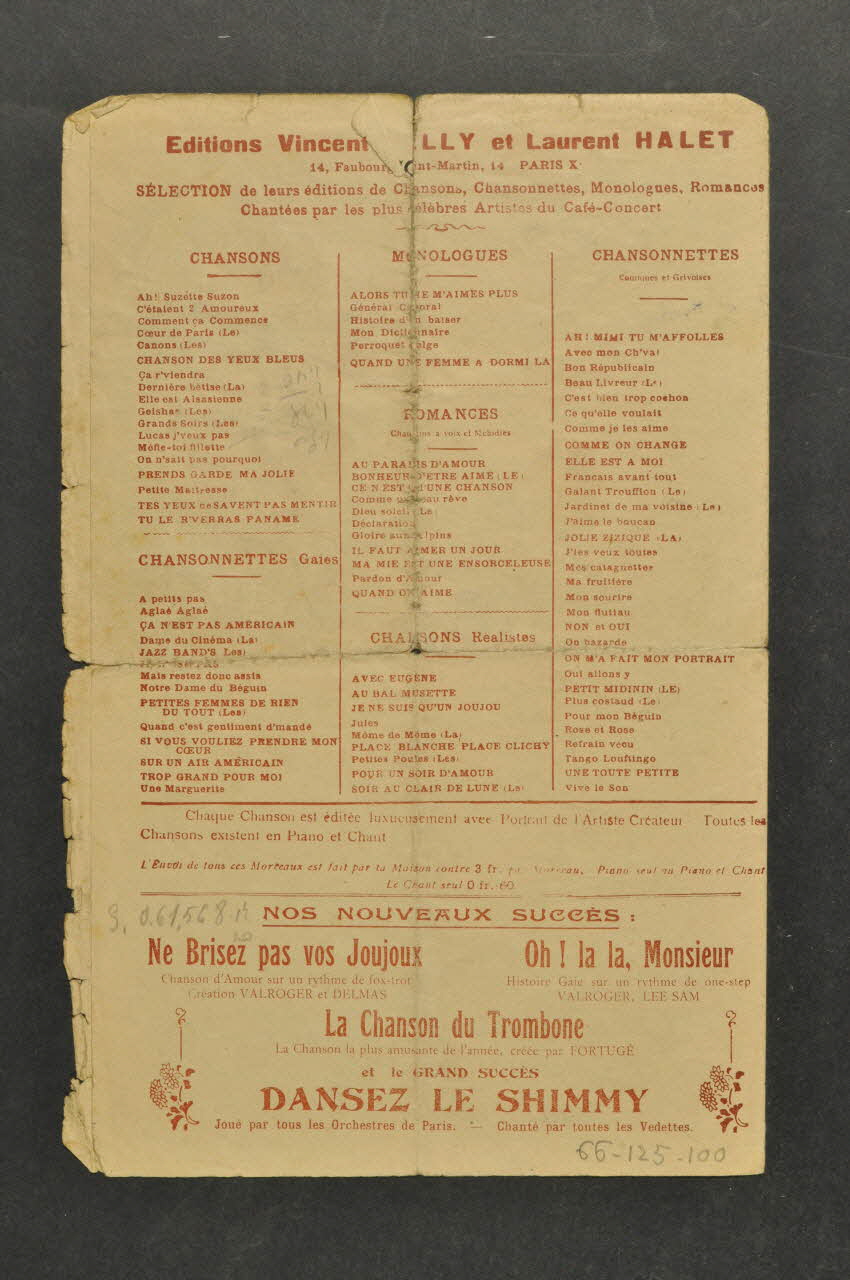 Editions Vincent LLY et Laurent HALET
14, Faubourg nt-Martin, 14 PARIS X
SÉLECTION de leurs éditions de Chansons, Chansonnettes, Monologues, Romances
Chantées par les plus célèbres Artistes du Café-Concert
CHANSONS
Ah! Suzette Suzon
C'étaient 2 Amoureux
Comment ça Commence
Cœur de Paris (Le)
Canons (Les)
CHANSON DES YEUX BLEUS
Ça r'viendra
Dernière bêtise (La)
Elle est Alsasienne
Geishas (Les)
Grands Soirs (Les)
Lucas j'veux pas
Méfie-toi fillette
On n'sait pas pourquoi
PRENDS GARDE MA JOLIE
Petite Maitresse
TES YEUX ne SAVENT PAS MENTIR
TU LE R'VERRAS PANAME
CHANSONNETTES Gaies
A petits pas
Aglaé Aglaé
ÇA N'EST PAS AMÉRICAIN
Dame du Cinéma (La)
JAZZ BAND'S Les)
Mais restez donc assis
Notre Dame du Béguin
PETITES FEMMES DE RIEN
DU TOUT (Les)
Quand c'est gentiment d'mandé
SI VOUS VOULIEZ PRENDRE MON
CŒUR
SUR UN AIR AMÉRICAIN
TROP GRAND POUR MOI
Une Marguerite
MONOLOGUES
ALORS TU NE M'AIMES PLUS
Général Caporal
Histoire d'un baiser
Mon Dictionnaire
Perroquet Belge
QUAND UNE FEMME A DORMI LA
ROMANCES
Chansons a voix et Mélodies
AU PARADIS D'AMOUR
BONHEUR D'ETRE AIME (LE)
CE N'EST QU'UNE CHANSON
Comme un beau rêve
Dieu soleil (Le)
Déclaration
Gloire aux Alpins
IL FAUT AIMER UN JOUR
MA MIE EST UNE ENSORCELEUSE
Pardon d'Amour
QUAND ON AIME
CHANSONS Réalistes
AVEC EUGÈNE
AU BAL MUSETTE
JE NE SUIS QU'UN JOUJOU
Jules
Môme de Môme (La)
PLACE BLANCHE PLACE CLICHY
Petites Poules (Les)
POUR UN SOIR D'AMOUR
SOIR AU CLAIR DE LUNE (Le)
CHANSONNETTES
Comiques et Grivoises
AH! MIMI TU M'AFFOLLES
Avec mon Ch'val
Bon Républicain
Beau Livreur (Le)
C'est bien trop cochon
Ce qu'elle voulait
Comme je les aime
COMME ON CHANGE
ELLE EST A MOI
Francais avant tout
Galant Trouffion (Le)
Jardinet de ma voisine (Le)
J'aime le boucan
JOLIE ZIZIQUE (LA)
J'les veux toutes
Mes catagnettes
Ma fruitière
Mon sourire
Mon flutiau
NON et OUI
On bazarde
ON M'A FAIT MON PORTRAIT
Oui allons y
PETIT MIDININ (LE)
Plus costaud (Le)
Pour mon Béguin
Rose et Rose
Refrain vécu
Tango Louftingo
UNE TOUTE PETITE
Vive le Son
Chaque Chanson est éditée luxueusement avec Portrait de l'Artiste Créateur Toutes les
Chansons existent en Piano et Chant
L'Envoi de tous ces Morceaux est fait par la Maison contre 3 fr. par Morceau, Piano seul ou Piano et Chant
Le Chant seul 0 fr. 60
NOS NOUVEAUX SUCCÈS :
Ne Brisez pas vos Joujoux
Chanson d'Amour sur un rythme de fox-trot
Création VALROGER et DELMAS
Oh ! la la, Monsieur
Histoire Gaie sur un rythme de one-step
VALROGER, LEE SAM
La Chanson du Trombone
La Chanson la plus amusante de l'année, créée par FORTUGÉ
et le GRAND SUCCÈS
DANSEZ LE SHIMMY
Joué par tous les Orchestres de Paris. — Chanté par toutes les Vedettes.
66-125-100